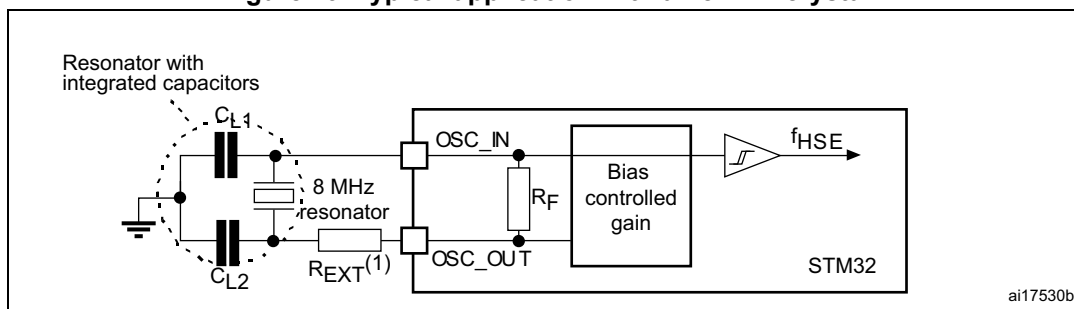 Resonator with
integrated capacitors
CL1
OSC_IN
fHSE
8 MHz
resonator
RF
Bias
controlled
gain
REXT(1)
OSC_OUT
CL2
STM32
ai17530b